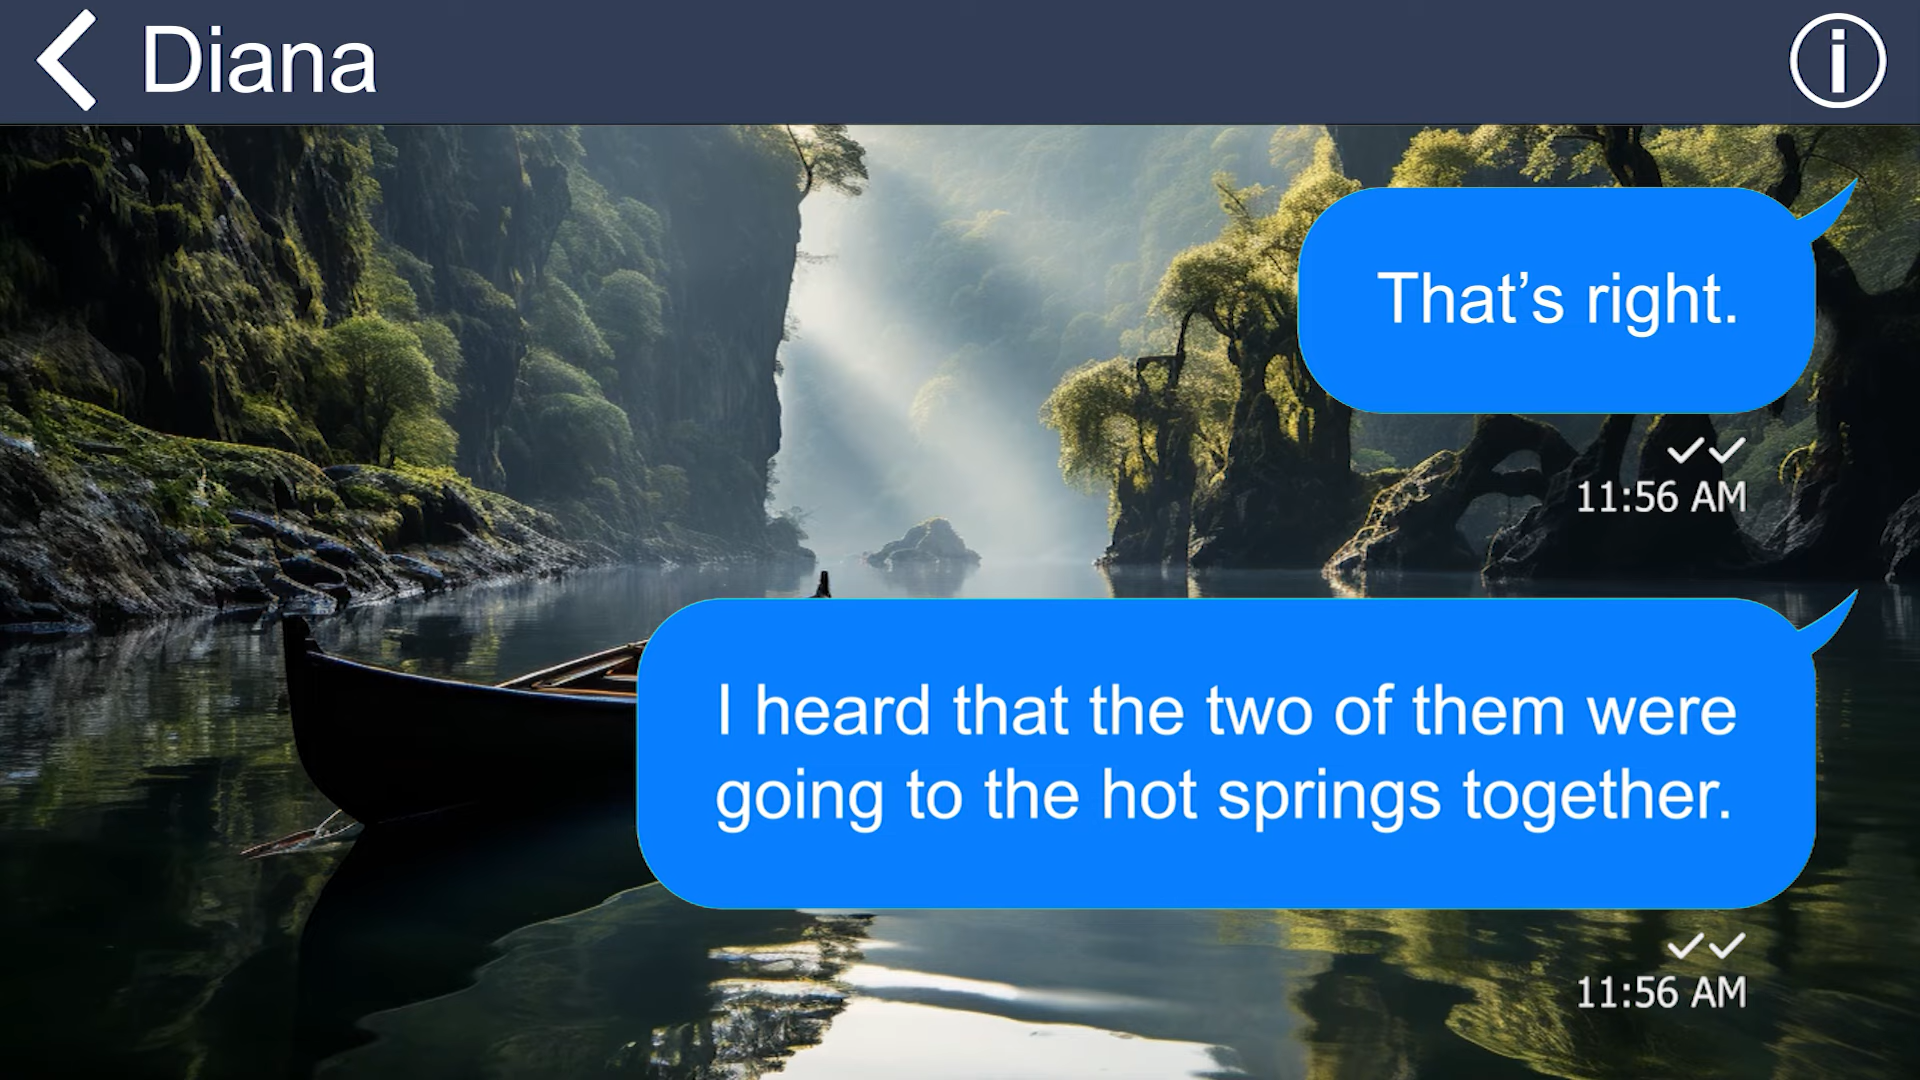 Diana
That’s right.
11:56 AM
I heard that the two of them were
going to the hot springs together.
11:56 AM